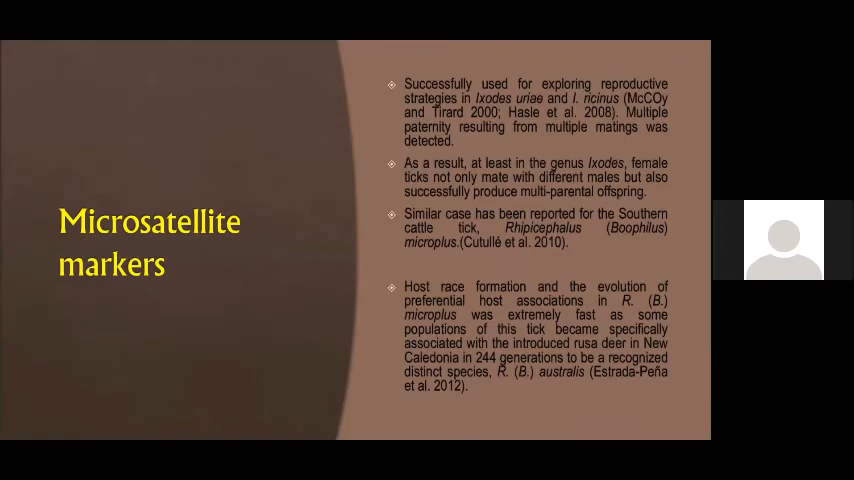 Microsatellite
markers
Successfully used for exploring reproductive
strategies in Ixodes uriae and I. ricinus (McCOy
and Tirard 2000; Hasle et al. 2008). Multiple
paternity resulting from multiple matings was
detected.
As a result, at least in the genus Ixodes, female
ticks not only mate with different males but also
successfully produce multi-parental offspring.
Similar case has been reported for the Southern
cattle tick, Rhipicephalus (Boophilus)
microplus.(Cutullé et al. 2010).
Host race formation and the evolution of
preferential host associations in R. (B.)
microplus was extremely fast as some
populations of this tick became specifically
associated with the introduced rusa deer in New
Caledonia in 244 generations to be a recognized
distinct species, R. (B.) australis (Estrada-Peña
et al. 2012).